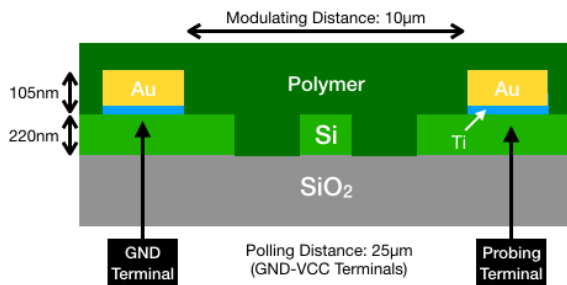 Modulating Distance: 10μm
Polymer
Au
Au
105nm
220nm
Si
Ti
SiO2
GND
Terminal
Polling Distance: 25μm
(GND-VCC Terminals)
Probing
Terminal